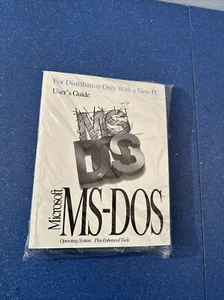 For Distribution Only With a New PC
User's Guide
MS
DOS
Microsoft
MS-DOS
Operating System Plus Enhanced Tools